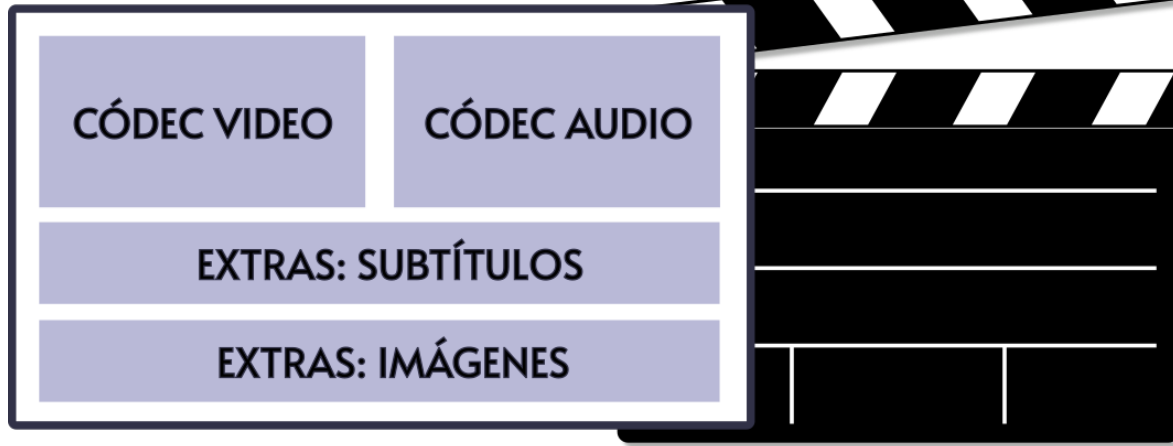 CÓDEC VIDEO
CÓDEC AUDIO
EXTRAS: SUBTÍTULOS
EXTRAS: IMÁGENES